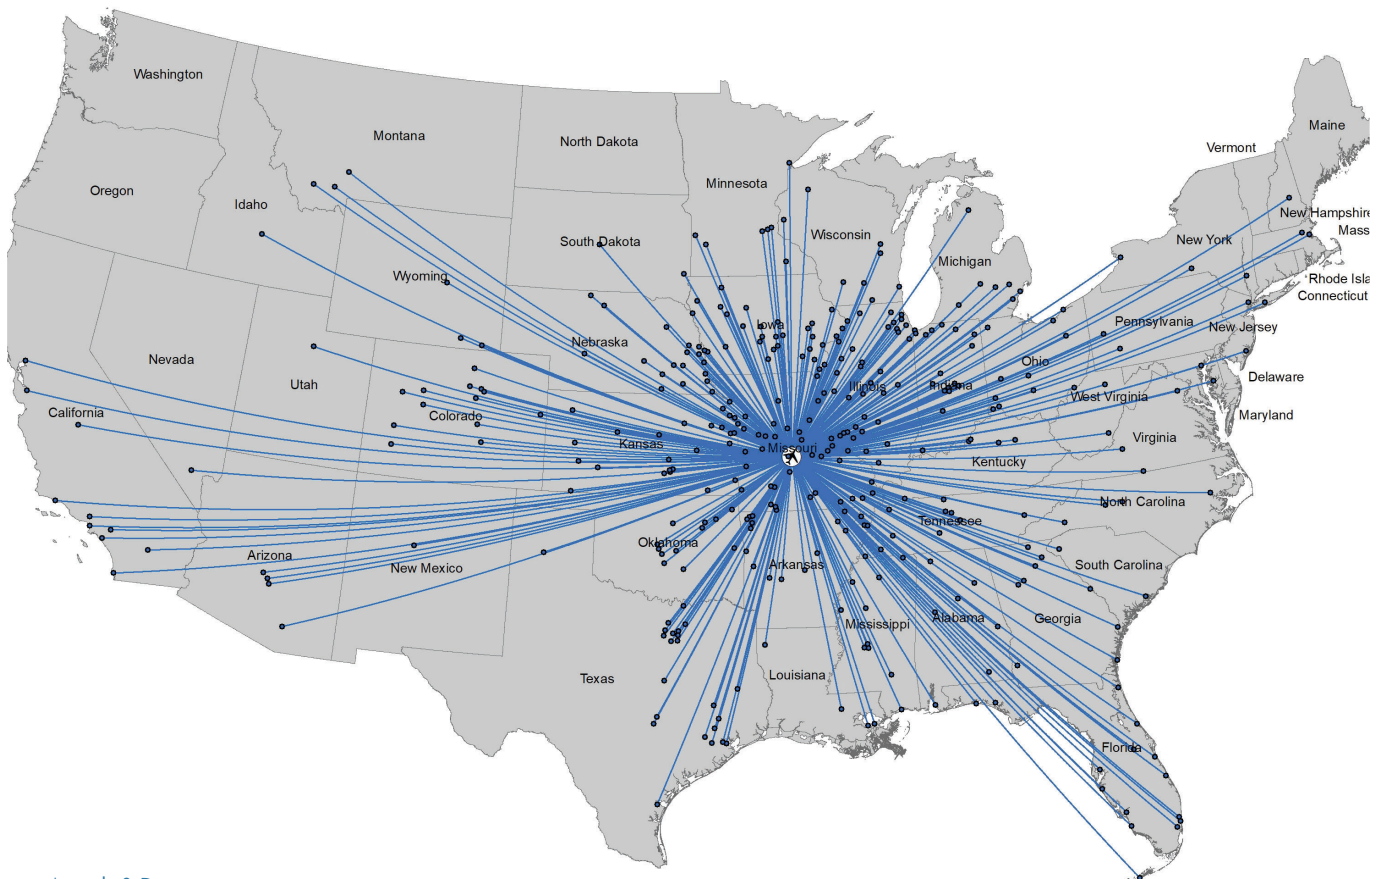 Washington
Maine
Montana
North Dakota
Vermont
Minnesota
Oregon
Idaho
New Hampshire
Mass
Wisconsin
New York
South Dakota
Michigan
Wyoming
Rhode Isla
Connecticut
Pennsylvania
Iowa
New Jersey
Nebraska
Nevada
Ohio
Delaware
Utah
Illinois
Indiana
West Virginia
California
Colorado
Maryland
Virginia
Kansas
Missouri
Kentucky
North Carolina
Tennessee
Oklahoma
Arizona
New Mexico
Arkansas
South Carolina
Mississippi
Alabama
Georgia
Texas
Louisiana
Florida